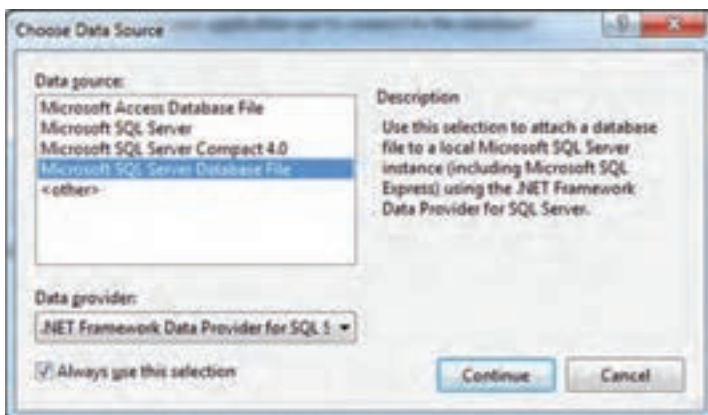 Choose Data Source
Data source:
Microsoft Access Database File
Microsoft SQL Server
Microsoft SQL Server Compact 4.0
Microsoft SQL Server Database File
<other>
Description
Use this selection to attach a database
file to a local Microsoft SQL Server
instance (including Microsoft SQL
Express) using the .NET Framework
Data Provider for SQL Server.
Data provider:
.NET Framework Data Provider for SQL S
Always use this selection
Continue
Cancel